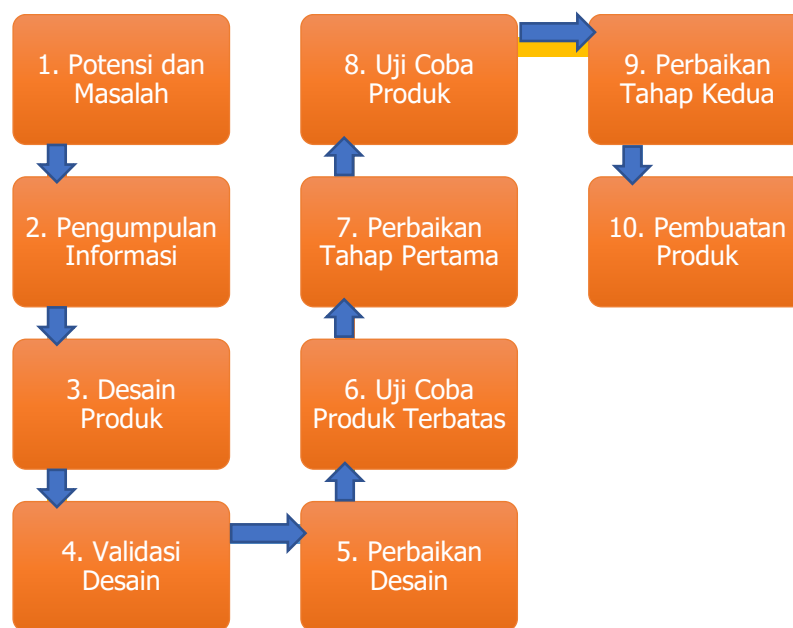 1. Potensi dan
Masalah
2. Pengumpulan
Informasi
3. Desain
Produk
4. Validasi
Desain
5. Perbaikan
Desain
6. Uji Coba
Produk Terbatas
7. Perbaikan
Tahap Pertama
8. Uji Coba
Produk
9. Perbaikan
Tahap Kedua
10. Pembuatan
Produk